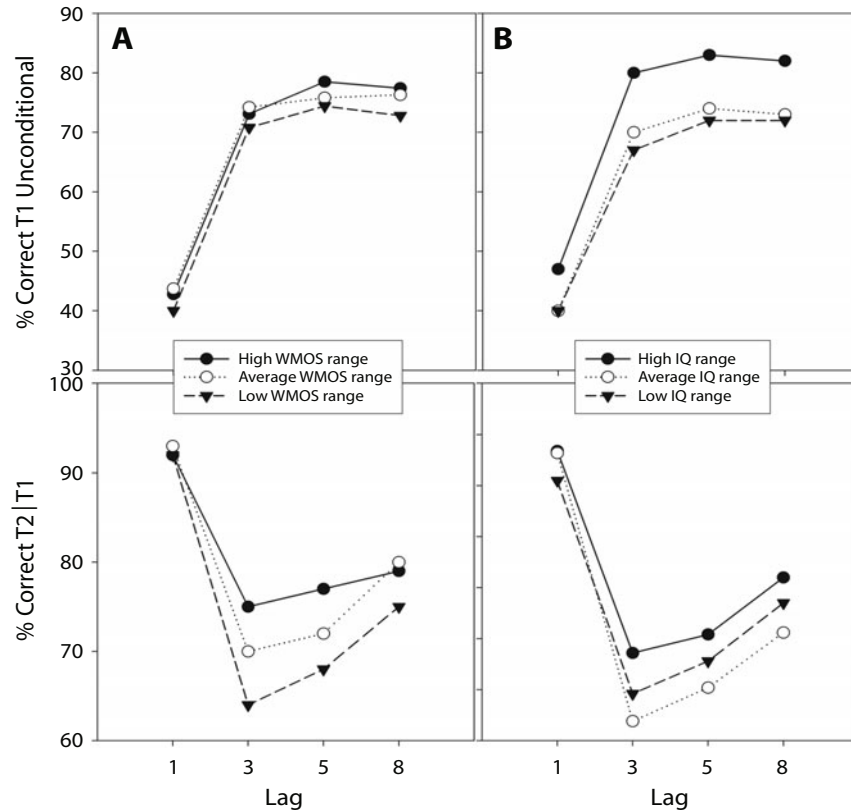 A
B
% Correct T1 Unconditional
90
80
70
60
50
40
30
High WMOS range
Average WMOS range
Low WMOS range
High IQ range
Average IQ range
Low IQ range
% Correct T2|T1
100
90
80
70
60
1 3 5 8
1 3 5 8
Lag
Lag